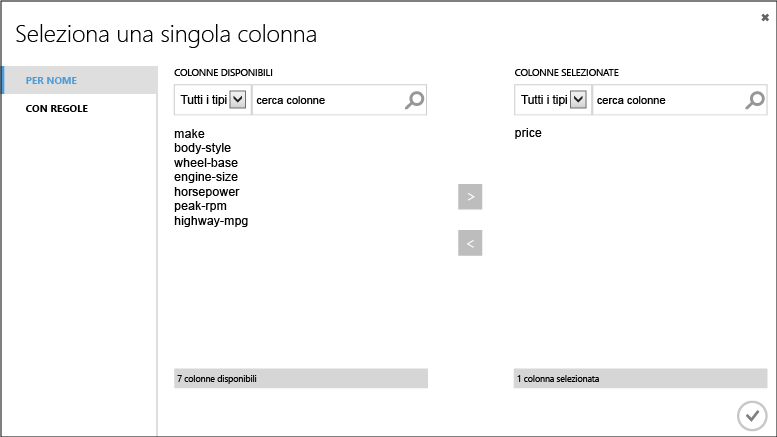 Seleziona una singola colonna
PER NOME
CON REGOLE
COLONNE DISPONIBILI
Tutti i tipi
cerca colonne
make
body-style
wheel-base
engine-size
horsepower
peak-rpm
highway-mpg
7 colonne disponibili
>
<
COLONNE SELEZIONATE
Tutti i tipi
cerca colonne
price
1 colonna selezionata